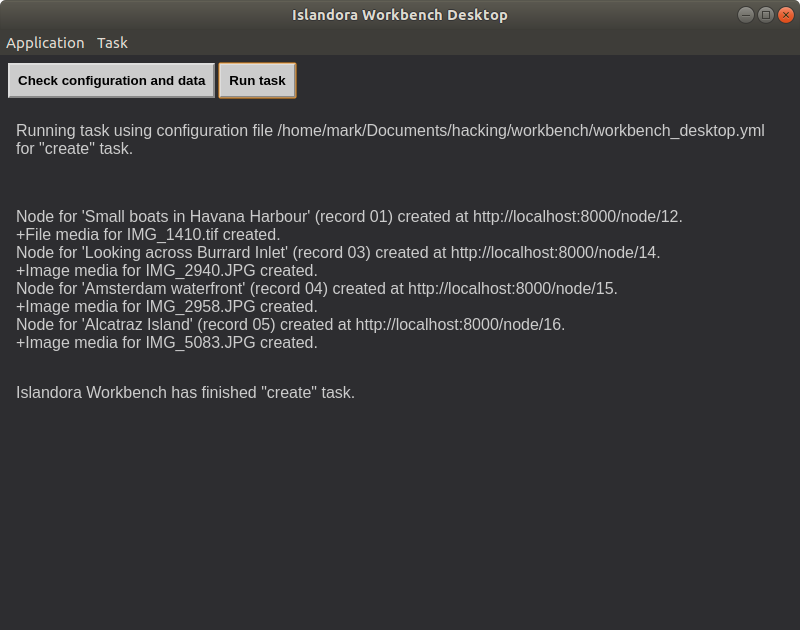 Islandora Workbench Desktop
Application Task
Check configuration and data Run task
Running task using configuration file /home/mark/Documents/hacking/workbench/workbench_desktop.yml
for "create" task.
Node for 'Small boats in Havana Harbour' (record 01) created at http://localhost:8000/node/12.
+File media for IMG_1410.tif created.
Node for 'Looking across Burrard Inlet' (record 03) created at http://localhost:8000/node/14.
+Image media for IMG_2940.JPG created.
Node for 'Amsterdam waterfront' (record 04) created at http://localhost:8000/node/15.
+Image media for IMG_2958.JPG created.
Node for 'Alcatraz Island' (record 05) created at http://localhost:8000/node/16.
+Image media for IMG_5083.JPG created.
Islandora Workbench has finished "create" task.